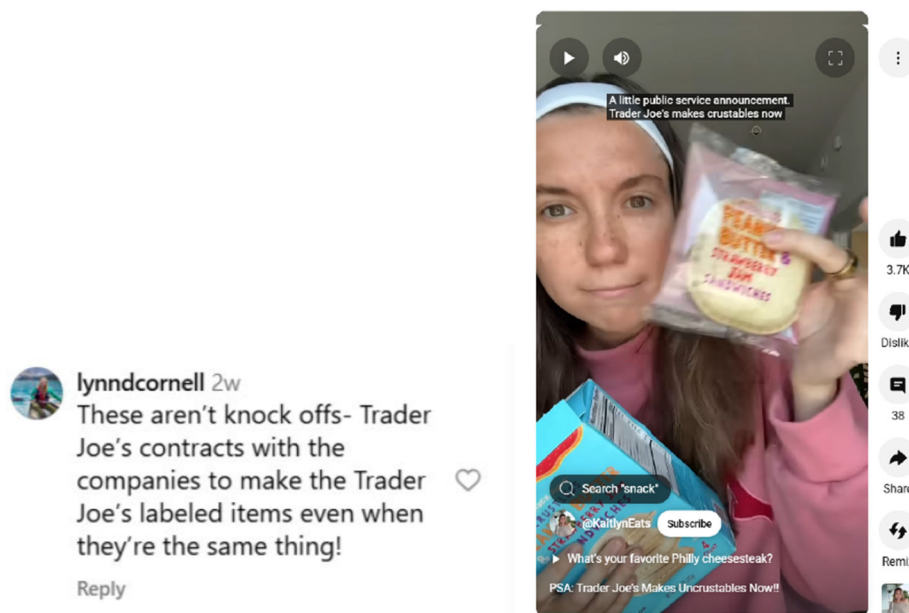 lynndcornell 2w
These aren't knock offs- Trader
Joe's contracts with the
companies to make the Trader
Joe's labeled items even when
they're the same thing!
Reply
A little public service announcement.
Trader Joe's makes crustables now
PEANUT
BUTTER &
STRAWBERRY
JAM
SANDWICHES
Search "snack"
@KaitlynEats
Subscribe
What's your favorite Philly cheesesteak?
PSA: Trader Joe's Makes Uncrustables Now!!
3.7K
Dislik
38
Share
Remi